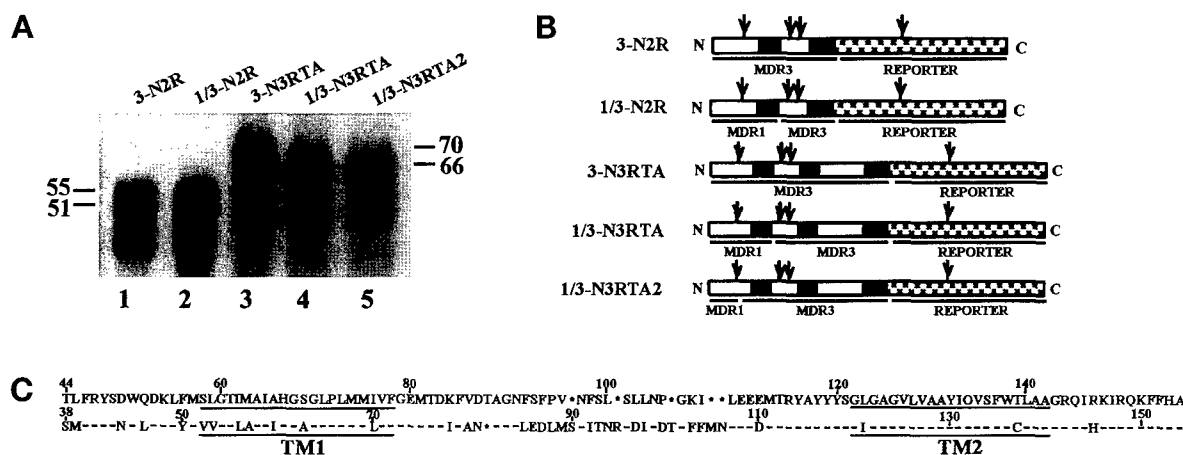 A
3-N2R 1/3-N2R 3-N3RTA 1/3-N3RTA 1/3-N3RTA2
70
66
55
51
1 2 3 4 5
B
3-N2R N C
MDR3 REPORTER
1/3-N2R N C
MDR1 MDR3 REPORTER
3-N3RTA N C
MDR3 REPORTER
1/3-N3RTA N C
MDR1 MDR3 REPORTER
1/3-N3RTA2 N C
MDR1 MDR3 REPORTER
C
44 60 80 100 120 140
TLFRYSDWQDKLFMSLGTIMAIAHGSGLPLMMIVFGEMTDKFVDTAGNFSFPV*NFSL*SLLNP*GKI**LEEEMTRYAYYYSGLGAGVLVAAYIQVSFWTLAAGRQIRKIRQKFFHA
38 50 70 90 110 130 150
SM----N-L---Y-VV--LA--I--A------L-------I--AN*---LEDLMS-ITNR-DI-DT-FFMN---D----------I---------------C-------H--------
TM1 TM2